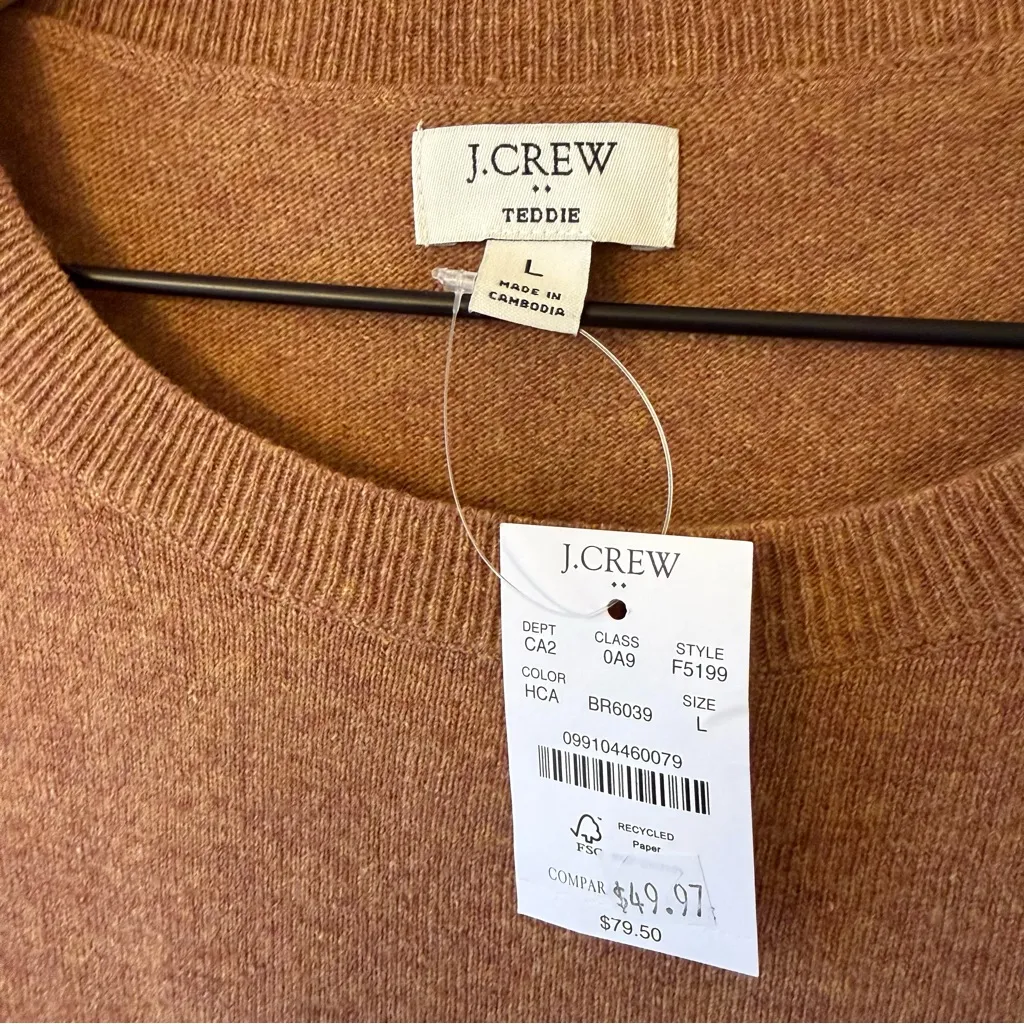 J.CREW
TEDDIE
L
MADE IN
CAMBODIA
J.CREW
DEPT CLASS STYLE
CA2 0A9 F5199
COLOR SIZE
HCA BR6039 L
099104460079
FSC
RECYCLED
Paper
COMPAR $49.97
$79.50